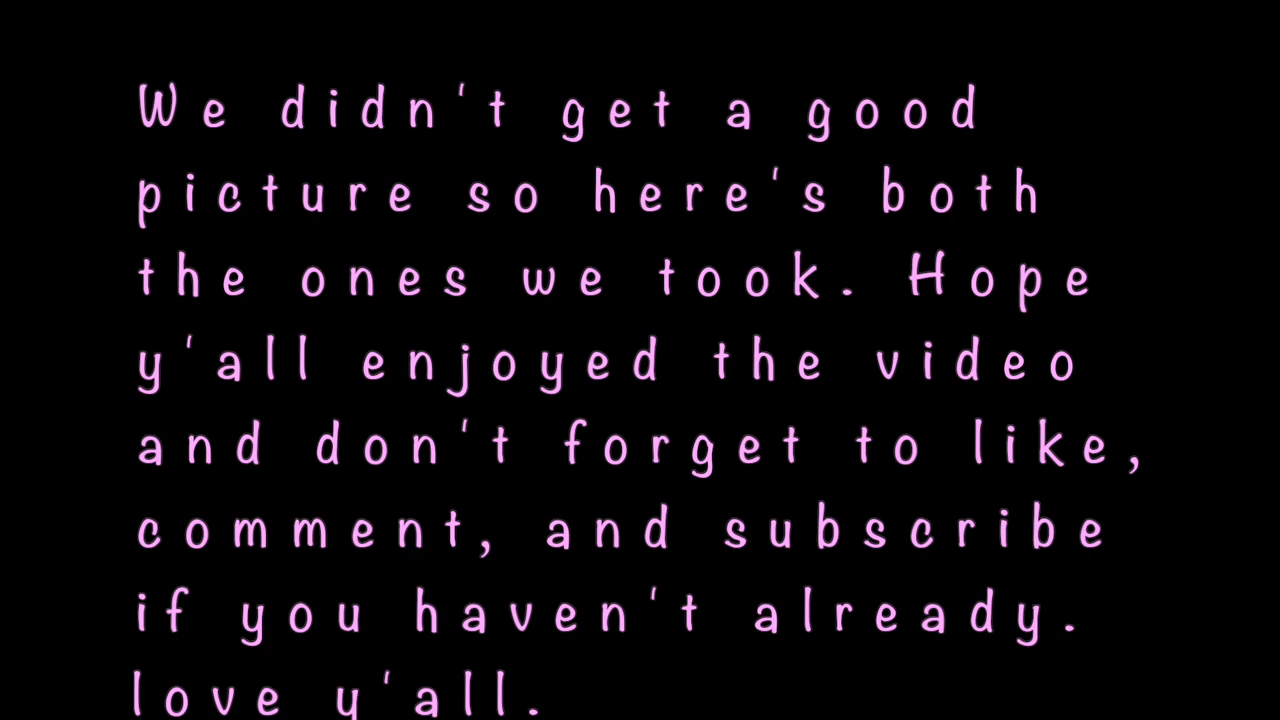 We didn't get a good
picture so here's both
the ones we took. Hope
y'all enjoyed the video
and don't forget to like,
comment, and subscribe
if you haven't already.
love y'all.